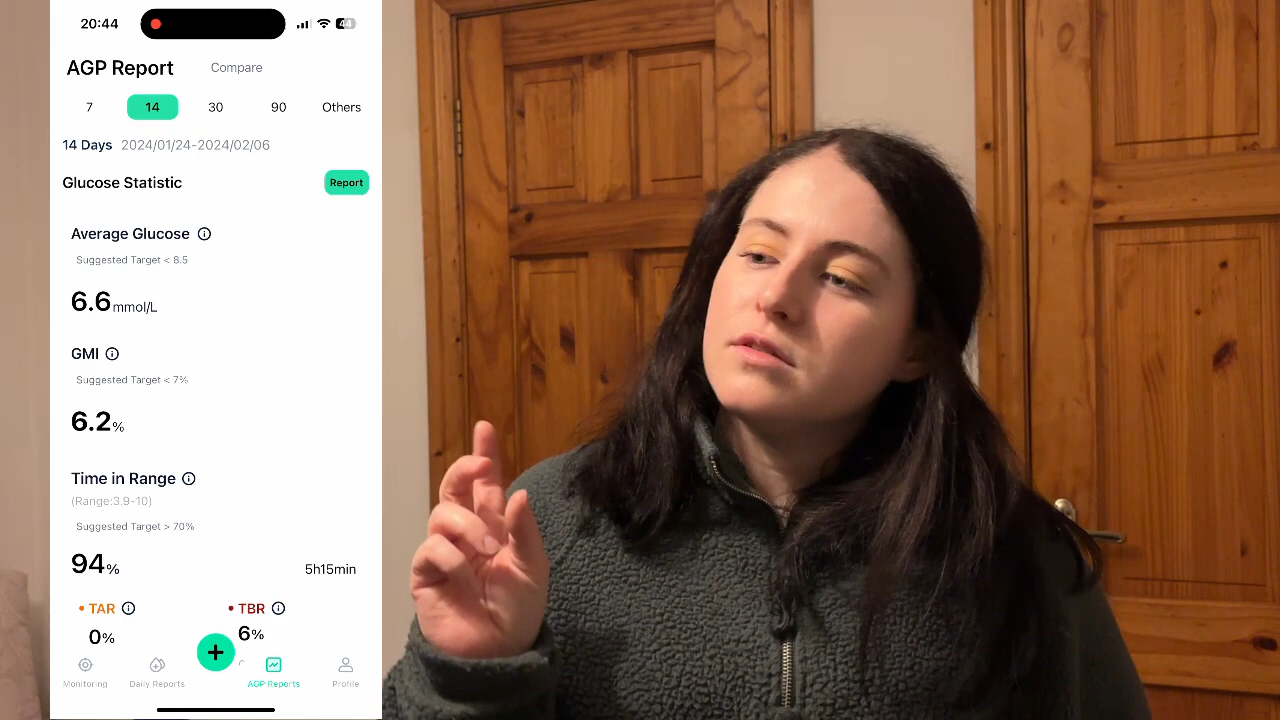 20:44
44
AGP Report Compare
7 14 30 90 Others
14 Days 2024/01/24-2024/02/06
Glucose Statistic Report
Average Glucose
Suggested Target < 8.5
6.6 mmol/L
GMI
Suggested Target < 7%
6.2%
Time in Range
(Range:3.9-10)
Suggested Target > 70%
94% 5h15min
• TAR • TBR
0% 6%
Monitoring Daily Reports AGP Reports Profile